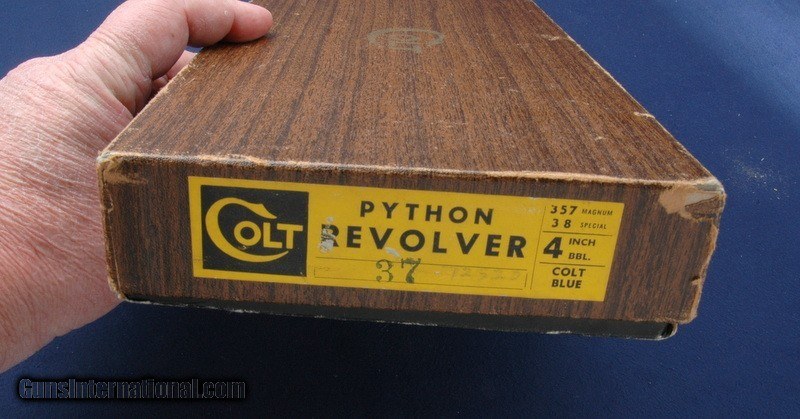 COLT
PYTHON
REVOLVER
37
357 MAGNUM
38 SPECIAL
4 INCH BBL.
COLT
BLUE
GunsInternational.com